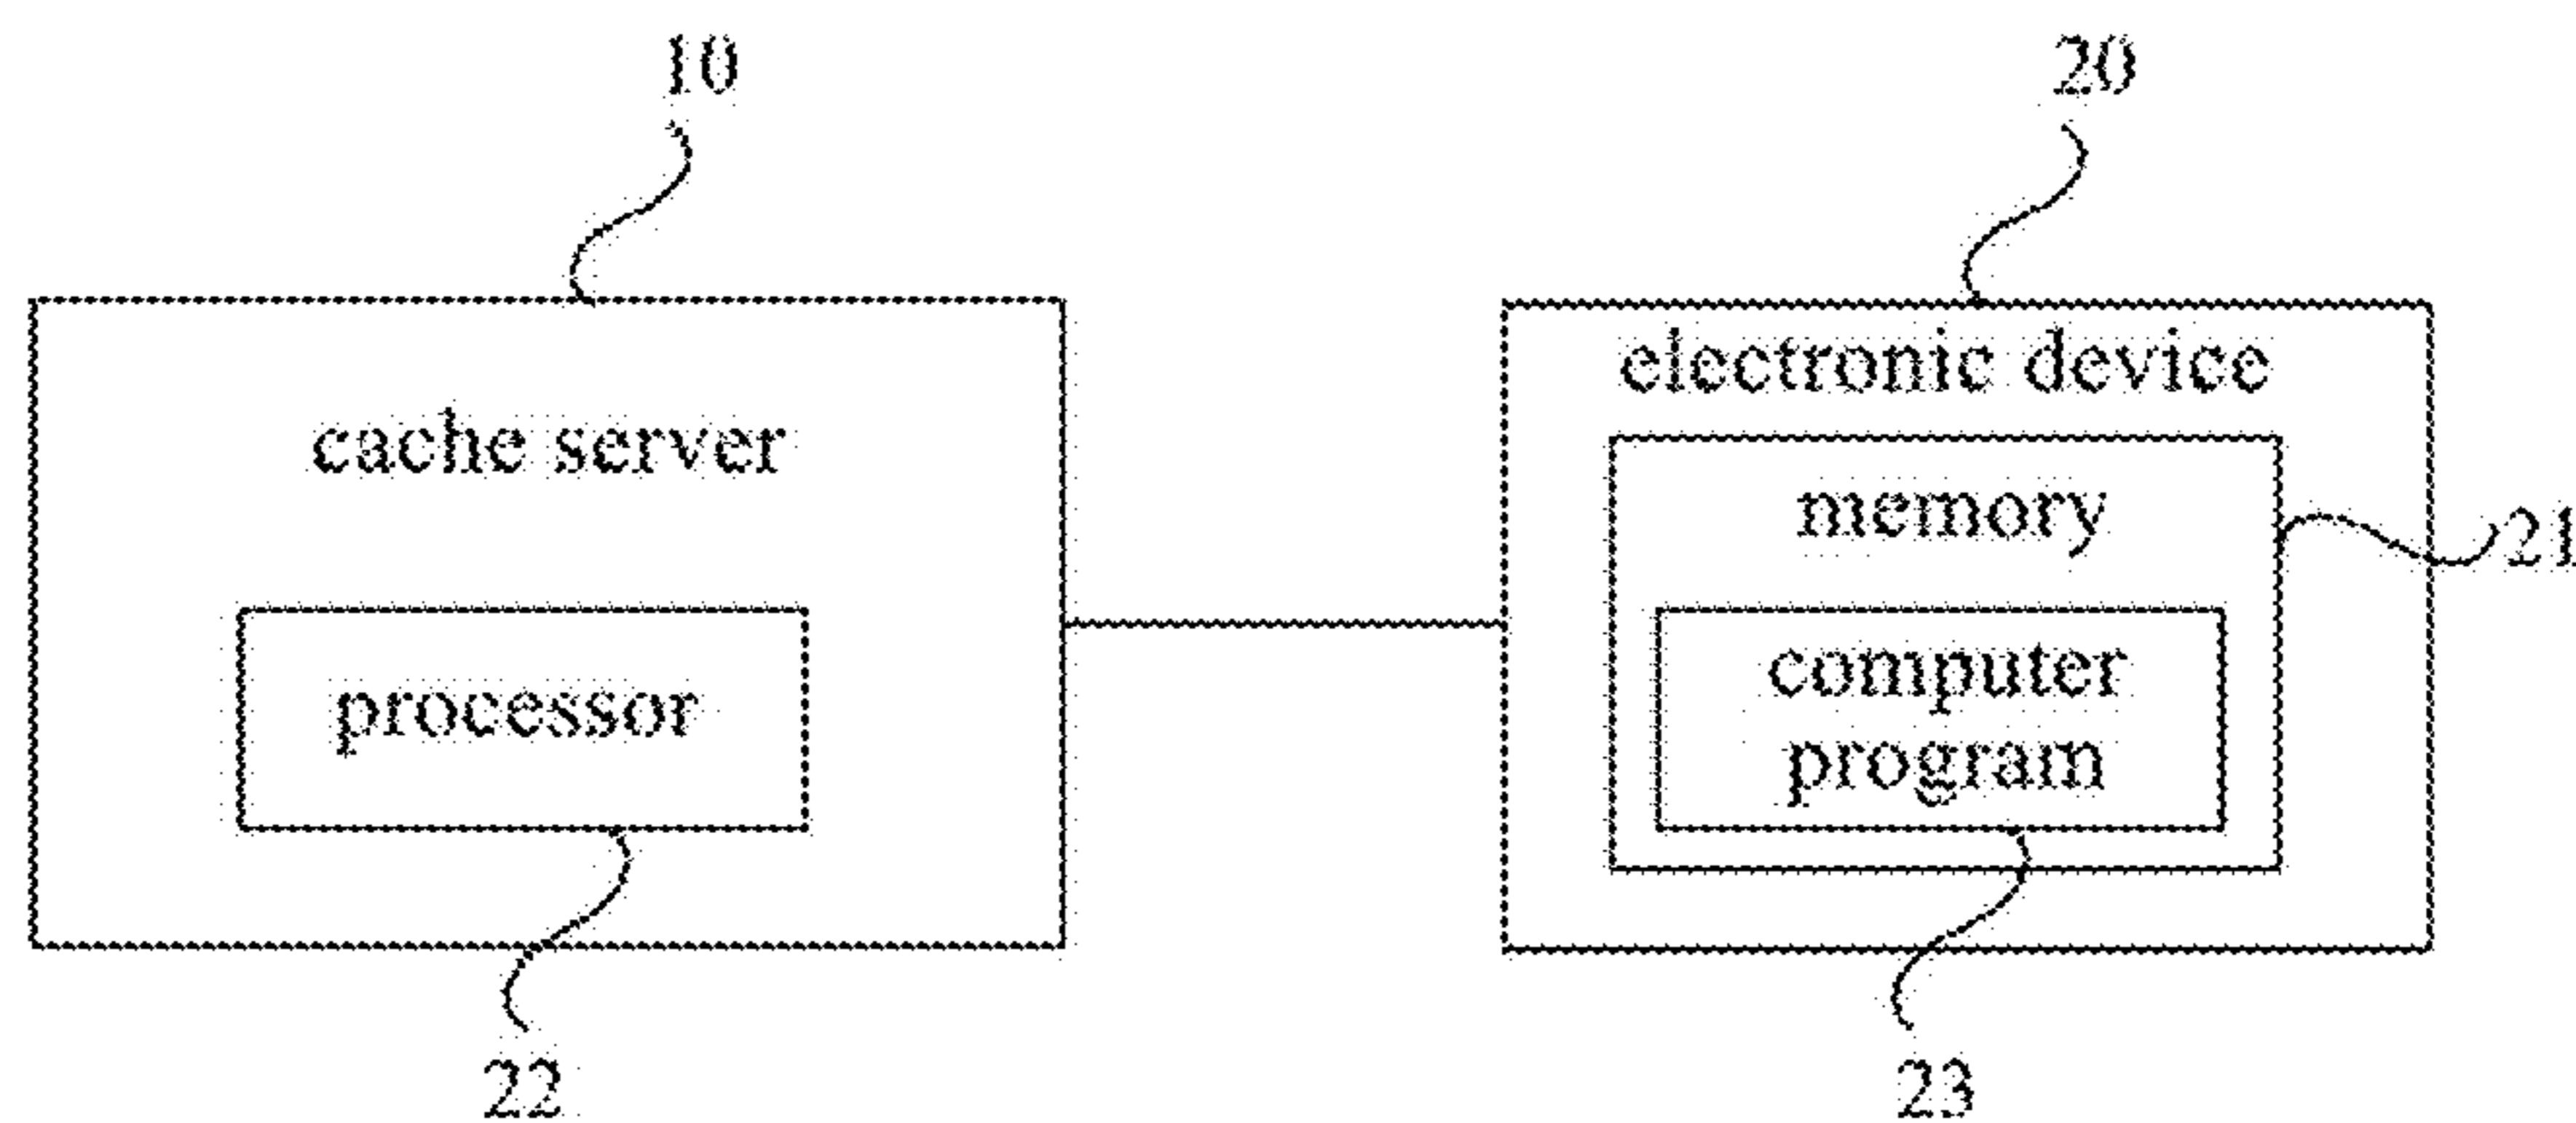 10
20
cache server
electronic device
memory
21
processor
computer
program
22
23